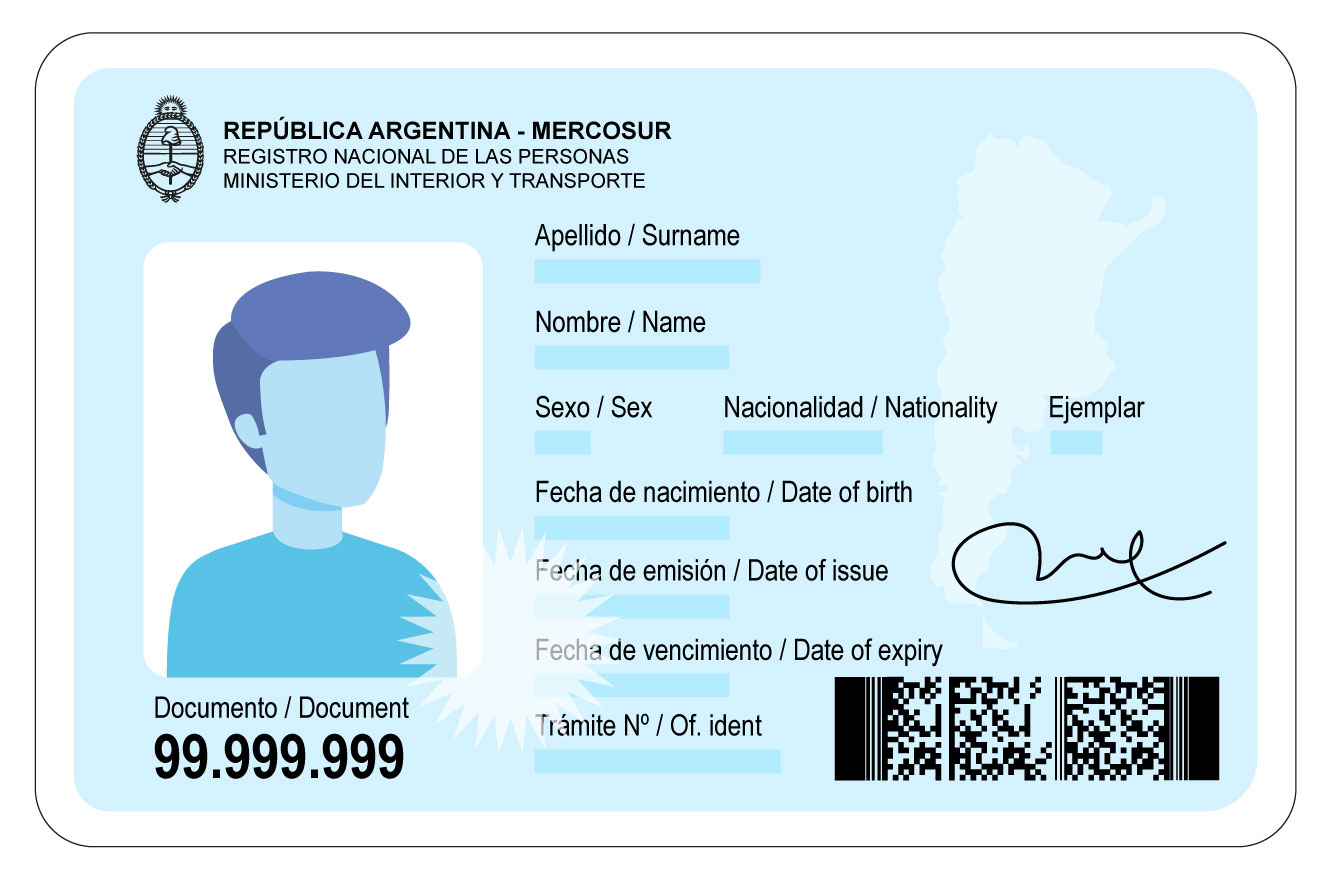 REPÚBLICA ARGENTINA - MERCOSUR
REGISTRO NACIONAL DE LAS PERSONAS
MINISTERIO DEL INTERIOR Y TRANSPORTE
Apellido / Surname
Nombre / Name
Sexo / Sex
Nacionalidad / Nationality
Ejemplar
Fecha de nacimiento / Date of birth
Fecha de emisión / Date of issue
Fecha de vencimiento / Date of expiry
Trámite Nº / Of. ident
Documento / Document
99.999.999